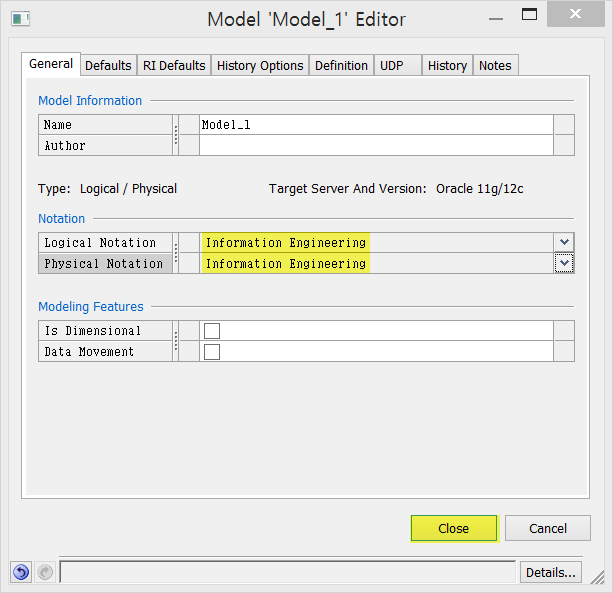 Model 'Model_1' Editor
General Defaults RI Defaults History Options Definition UDP History Notes
Model Information
Name Model_1
Author
Type: Logical / Physical Target Server And Version: Oracle 11g/12c
Notation
Logical Notation Information Engineering
Physical Notation Information Engineering
Modeling Features
Is Dimensional
Data Movement
Close Cancel
Details...